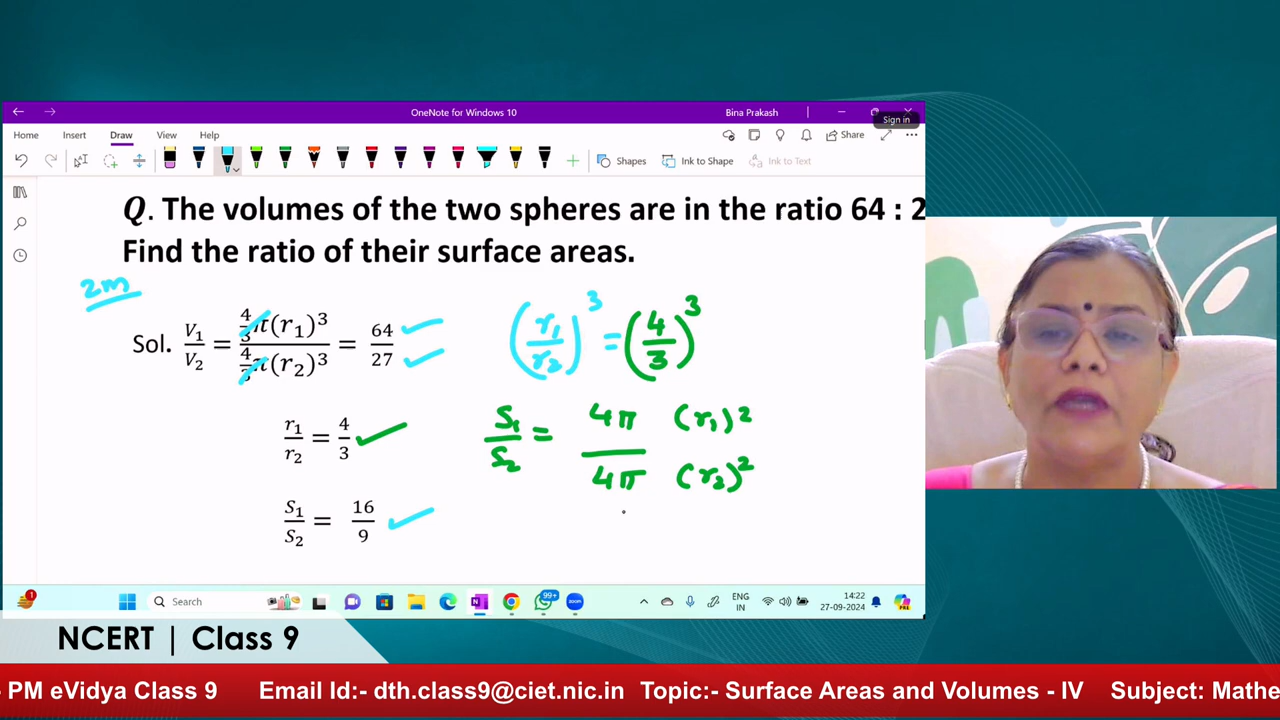 OneNote for Windows 10
Bina Prakash
Sign in
Home Insert Draw View Help
Share
Shapes Ink to Shape Ink to Text
Q. The volumes of the two spheres are in the ratio 64 : 2
Find the ratio of their surface areas.
2m
Sol. V₁/V₂ = 4/3 π(r₁)³ / 4/3 π(r₂)³ = 64/27
(r₁/r₂)³ = (4/3)³
r₁/r₂ = 4/3
S₁/S₂ = 4π (r₁)² / 4π (r₂)²
S₁/S₂ = 16/9
1
Search
99+
zoom
ENG
IN
14:22
27-09-2024
PRE
NCERT | Class 9
- PM eVidya Class 9 Email Id:- dth.class9@ciet.nic.in Topic:- Surface Areas and Volumes - IV Subject: Mathe